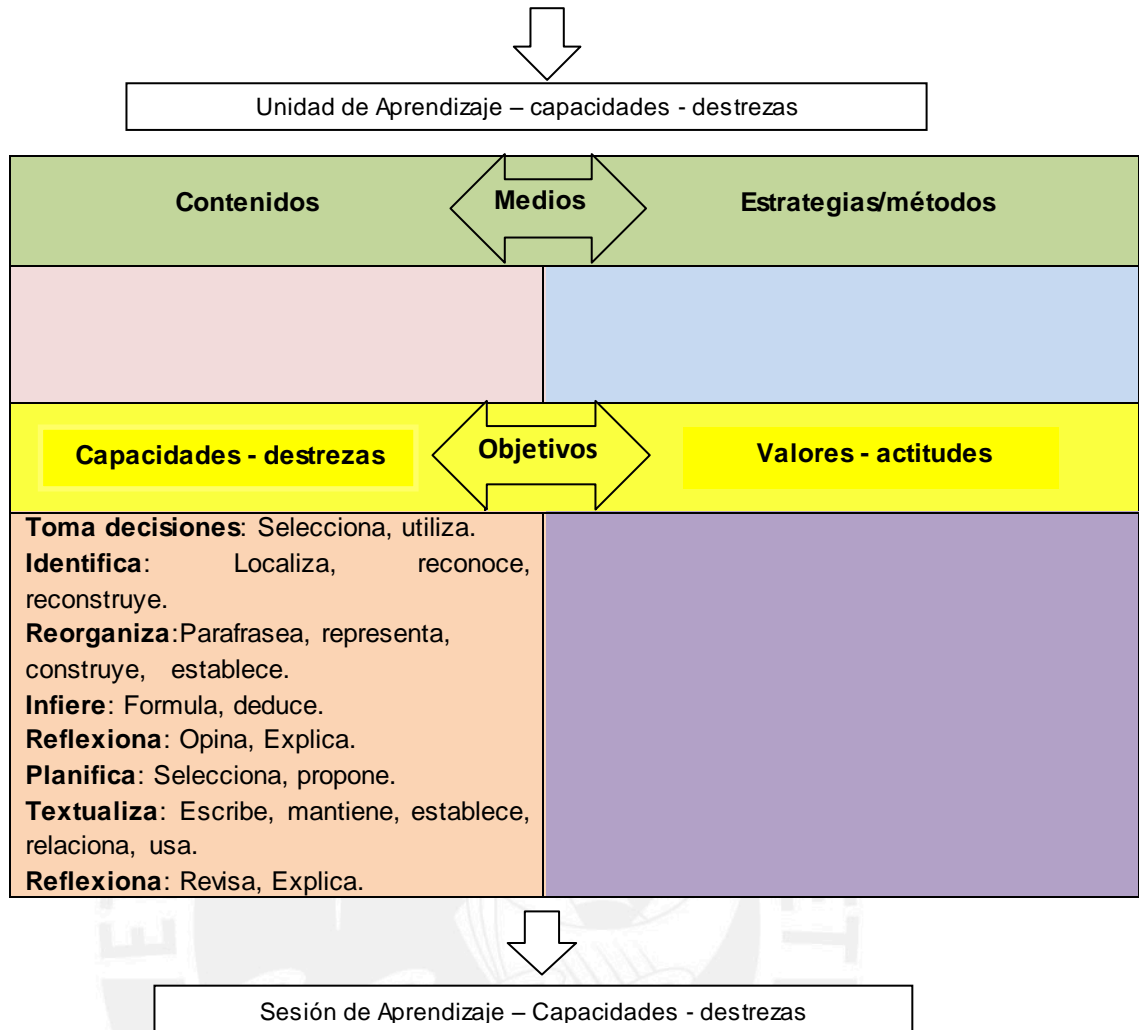 Unidad de Aprendizaje – capacidades - destrezas
Contenidos
Medios
Estrategias/métodos
Capacidades - destrezas
Objetivos
Valores - actitudes
Toma decisiones: Selecciona, utiliza.
Identifica: Localiza, reconoce,
reconstruye.
Reorganiza:Parafrasea, representa,
construye, establece.
Infiere: Formula, deduce.
Reflexiona: Opina, Explica.
Planifica: Selecciona, propone.
Textualiza: Escribe, mantiene, establece,
relaciona, usa.
Reflexiona: Revisa, Explica.
Sesión de Aprendizaje – Capacidades - destrezas